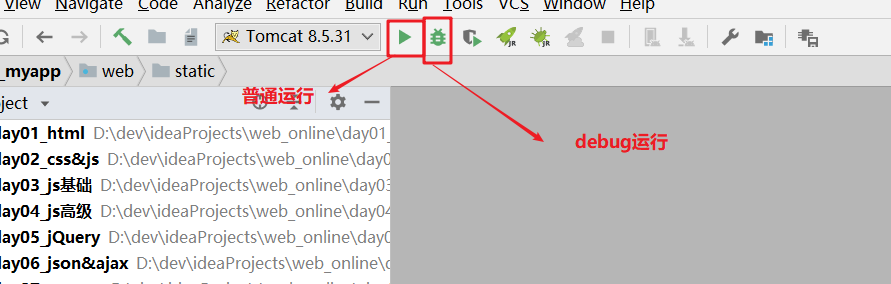 Navigate Code Analyze Refactor Build Run Tools VCS Window Help
Tomcat 8.5.31
JR
JR
_myapp web static
普通运行
debug运行
oject
day01_html D:\dev\ideaProjects\web_online\day01_
day02_css&js D:\dev\ideaProjects\web_online\day0
day03_js基础 D:\dev\ideaProjects\web_online\day03
day04_js高级 D:\dev\ideaProjects\web_online\day04
day05_jQuery D:\dev\ideaProjects\web_online\day0
day06_json&ajax D:\dev\ideaProjects\web_online\d